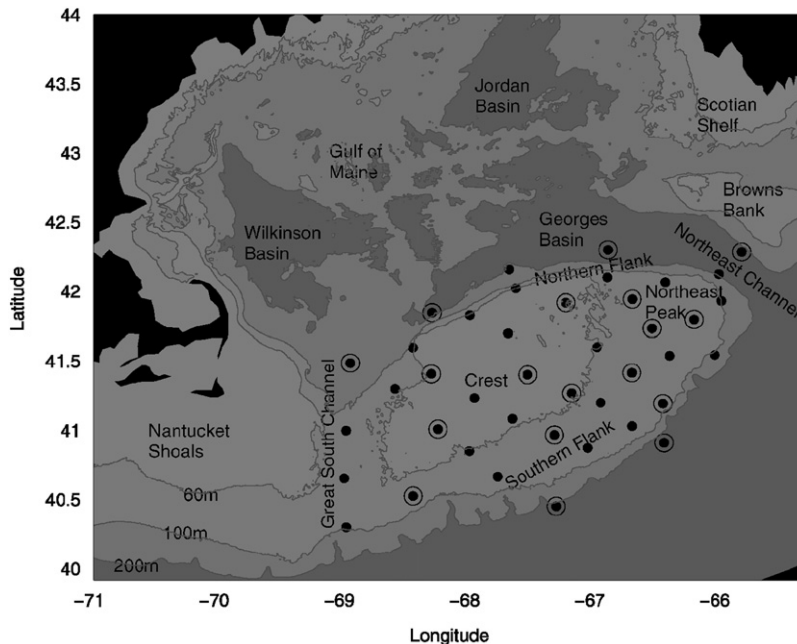 44
43.5
43
42.5
42
41.5
41
40.5
40
Latitude
Jordan
Basin
Scotian
Shelf
Gulf of
Maine
Browns
Bank
Wilkinson
Basin
Georges
Basin
Northeast Channel
Northern Flank
Northeast
Peak
Crest
Great South Channel
Nantucket
Shoals
Southern Flank
60m
100m
200m
−71
−70
−69
−68
−67
−66
Longitude